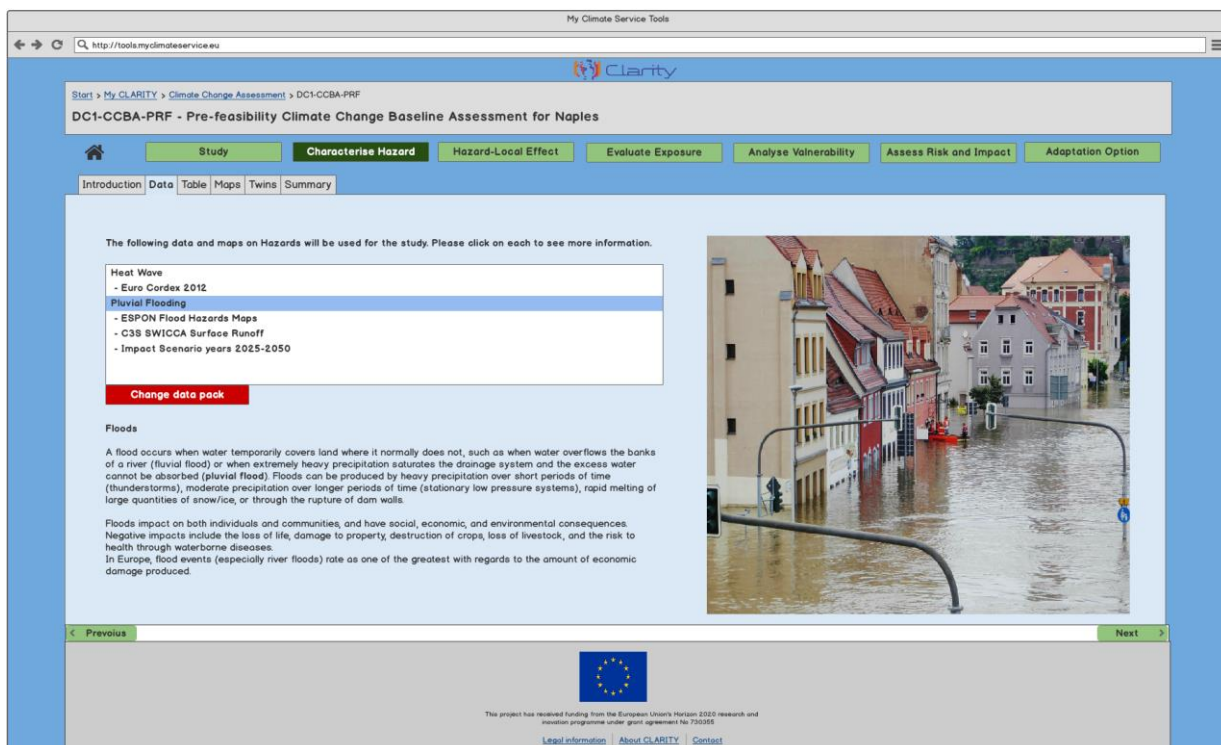 My Climate Service Tools
http://tools.myclimateservice.eu
Clarity
Start > My CLARITY > Climate Change Assessment > DC1-CCBA-PRF
DC1-CCBA-PRF - Pre-feasibility Climate Change Baseline Assessment for Naples
Study Characterise Hazard Hazard-Local Effect Evaluate Exposure Analyse Valnerability Assess Risk and Impact Adaptation Option
Introduction Data Table Maps Twins Summary
The following data and maps on Hazards will be used for the study. Please click on each to see more information.
Heat Wave
- Euro Cordex 2012
Pluvial Flooding
- ESPON Flood Hazards Maps
- C3S SWICCA Surface Runoff
- Impact Scenario years 2025-2050
Change data pack
Floods
A flood occurs when water temporarily covers land where it normally does not, such as when water overflows the banks
of a river (fluvial flood) or when extremely heavy precipitation saturates the drainage system and the excess water
cannot be absorbed (pluvial flood). Floods can be produced by heavy precipitation over short periods of time
(thunderstorms), moderate precipitation over longer periods of time (stationary low pressure systems), rapid melting of
large quantities of snow/ice, or through the rupture of dam walls.
Floods impact on both individuals and communities, and have social, economic, and environmental consequences.
Negative impacts include the loss of life, damage to property, destruction of crops, loss of livestock, and the risk to
health through waterborne diseases.
In Europe, flood events (especially river floods) rate as one of the greatest with regards to the amount of economic
damage produced.
< Prevoius
Next >
This project has received funding from the European Union's Horizon 2020 research and
inovation programme under grant agreement No 730355
Legal information About CLARITY Contact